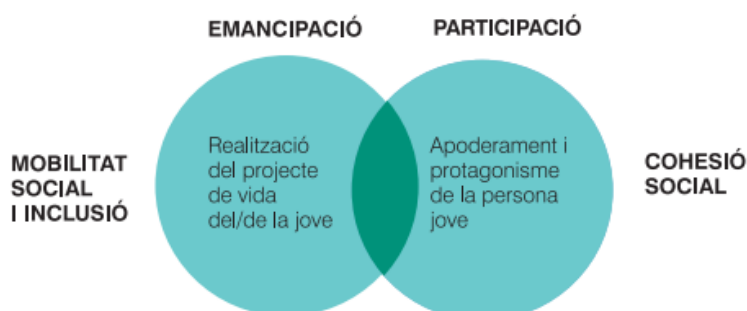 EMANCIPACIÓ
PARTICIPACIÓ
MOBILITAT
SOCIAL
I INCLUSIÓ
Realització
del projecte
de vida
del/de la jove
Apoderament i
protagonisme
de la persona
jove
COHESIÓ
SOCIAL